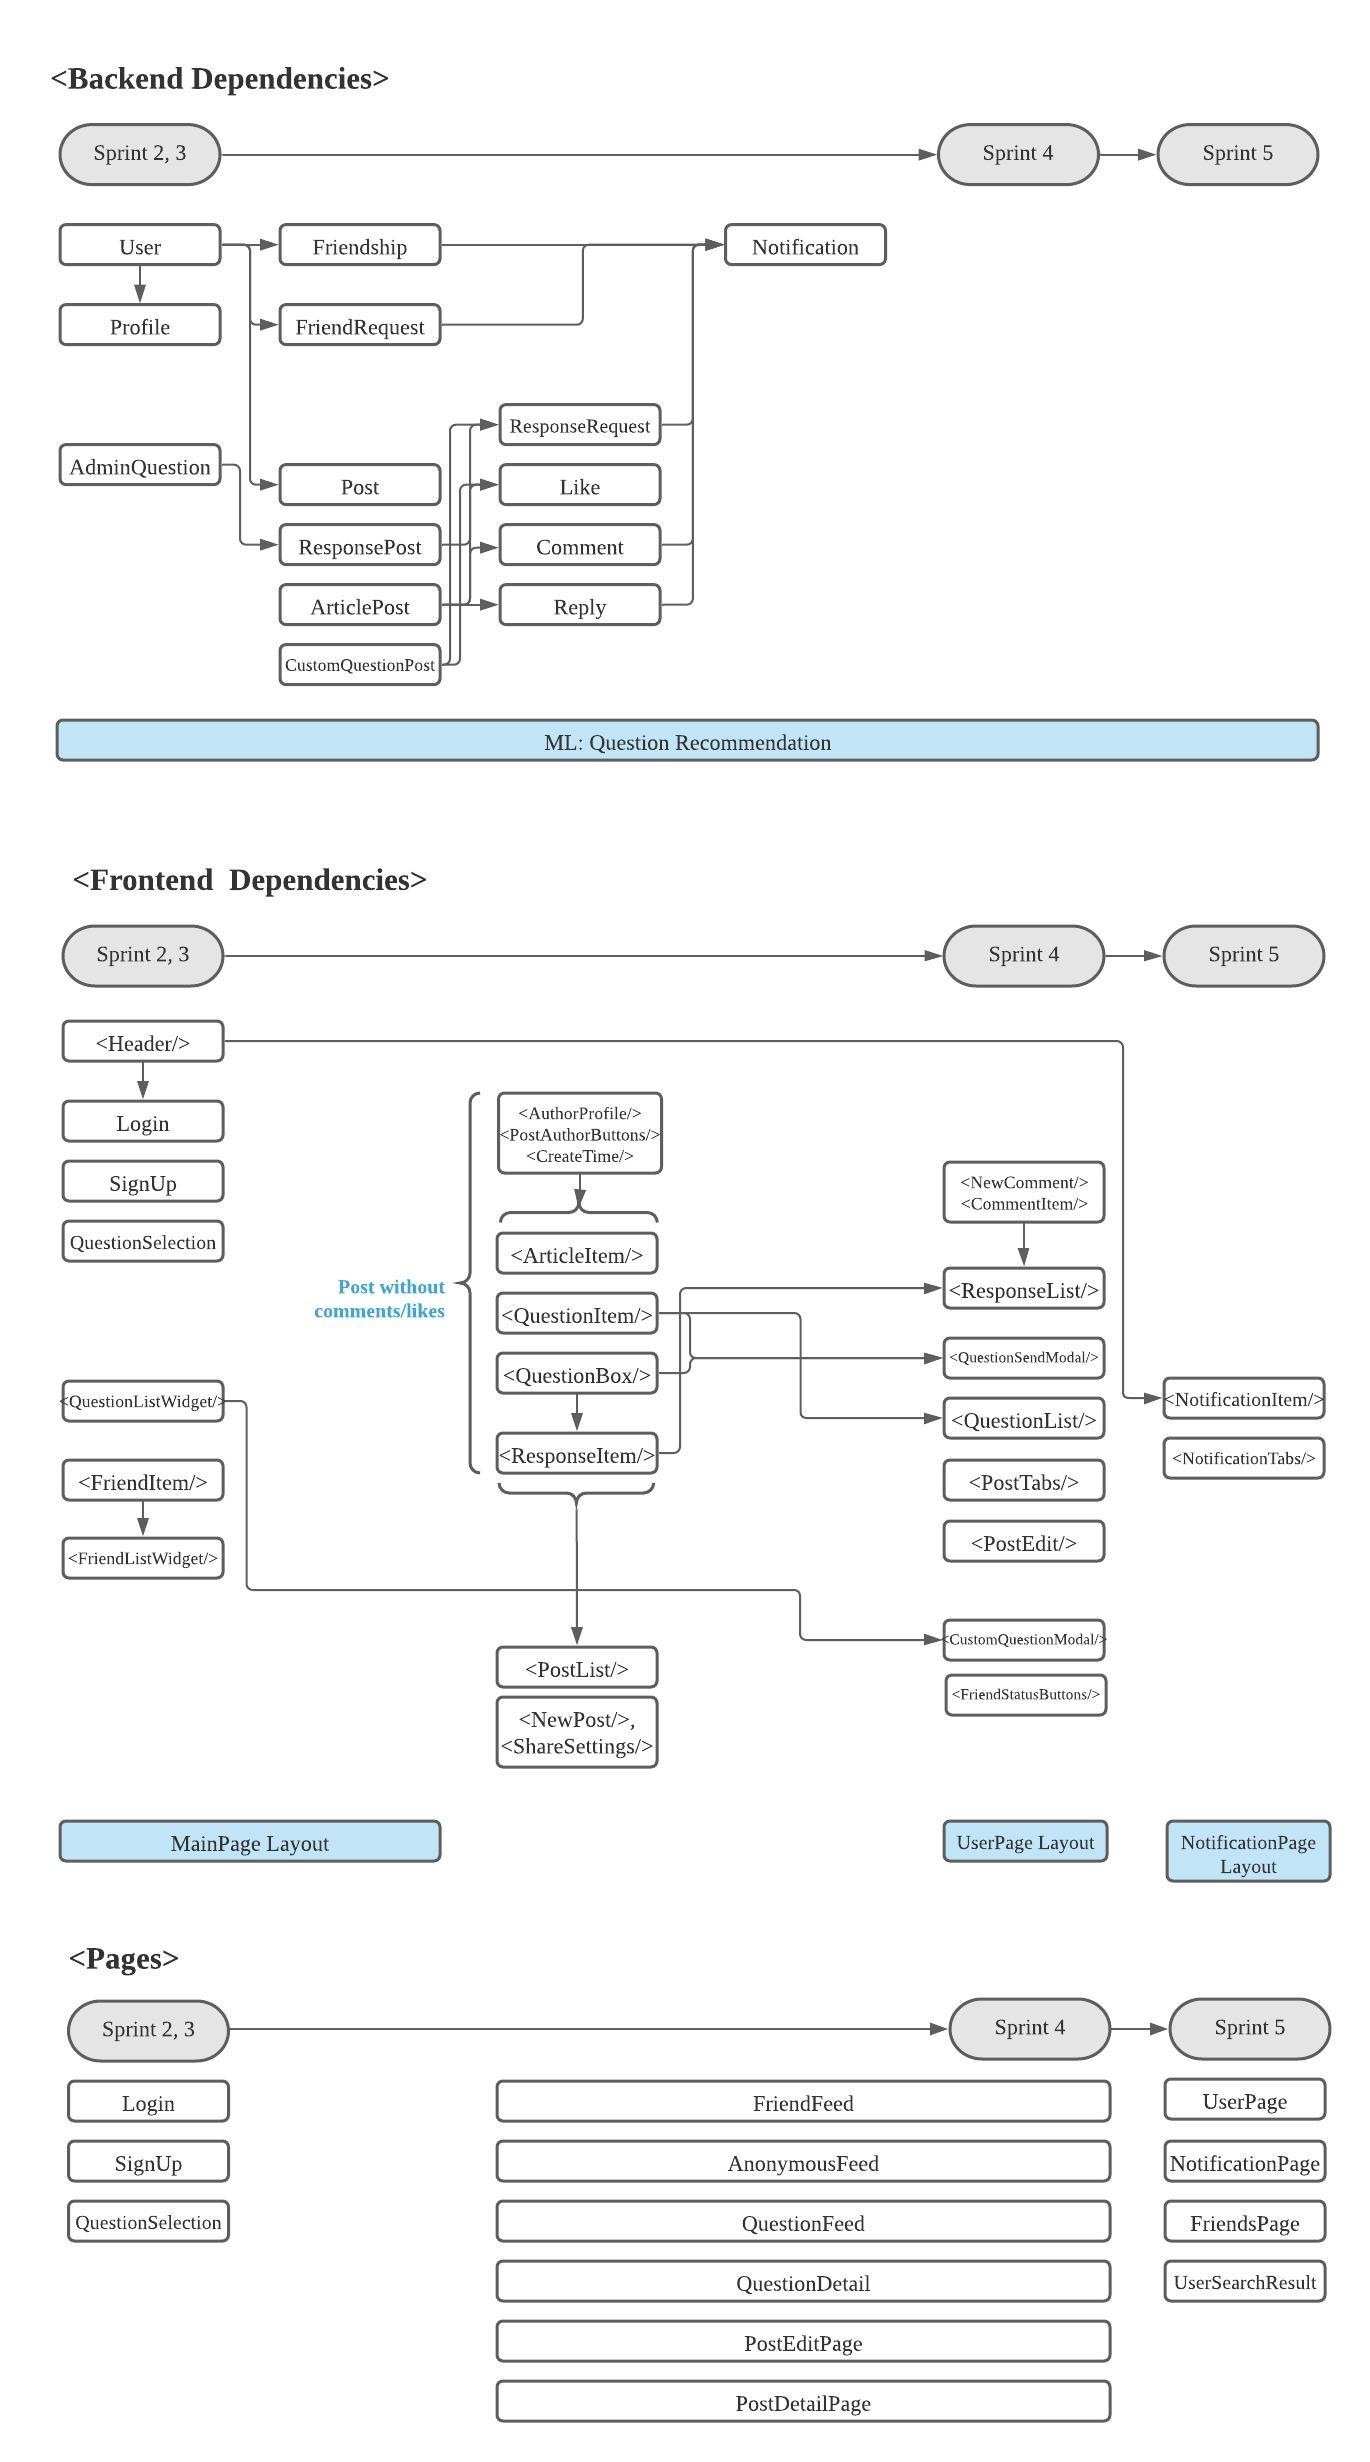 <Backend Dependencies>
Sprint 2, 3
Sprint 4
Sprint 5
User
Friendship
Notification
Profile
FriendRequest
ResponseRequest
AdminQuestion
Post
Like
ResponsePost
Comment
ArticlePost
Reply
CustomQuestionPost
ML: Question Recommendation
<Frontend  Dependencies>
Sprint 2, 3
Sprint 4
Sprint 5
<Header/>
Login
SignUp
QuestionSelection
<AuthorProfile/>
<PostAuthorButtons/>
<CreateTime/>
<NewComment/>
<CommentItem/>
<ArticleItem/>
Post without
comments/likes
<QuestionItem/>
<ResponseList/>
<QuestionBox/>
<QuestionSendModal/>
<QuestionListWidget/>
<QuestionList/>
<NotificationItem/>
<ResponseItem/>
<NotificationTabs/>
<FriendItem/>
<PostTabs/>
<FriendListWidget/>
<PostEdit/>
<CustomQuestionModal/>
<PostList/>
<FriendStatusButtons/>
<NewPost/>,
<ShareSettings/>
MainPage Layout
UserPage Layout
NotificationPage
Layout
<Pages>
Sprint 2, 3
Sprint 4
Sprint 5
Login
FriendFeed
UserPage
SignUp
AnonymousFeed
NotificationPage
QuestionSelection
QuestionFeed
FriendsPage
QuestionDetail
UserSearchResult
PostEditPage
PostDetailPage